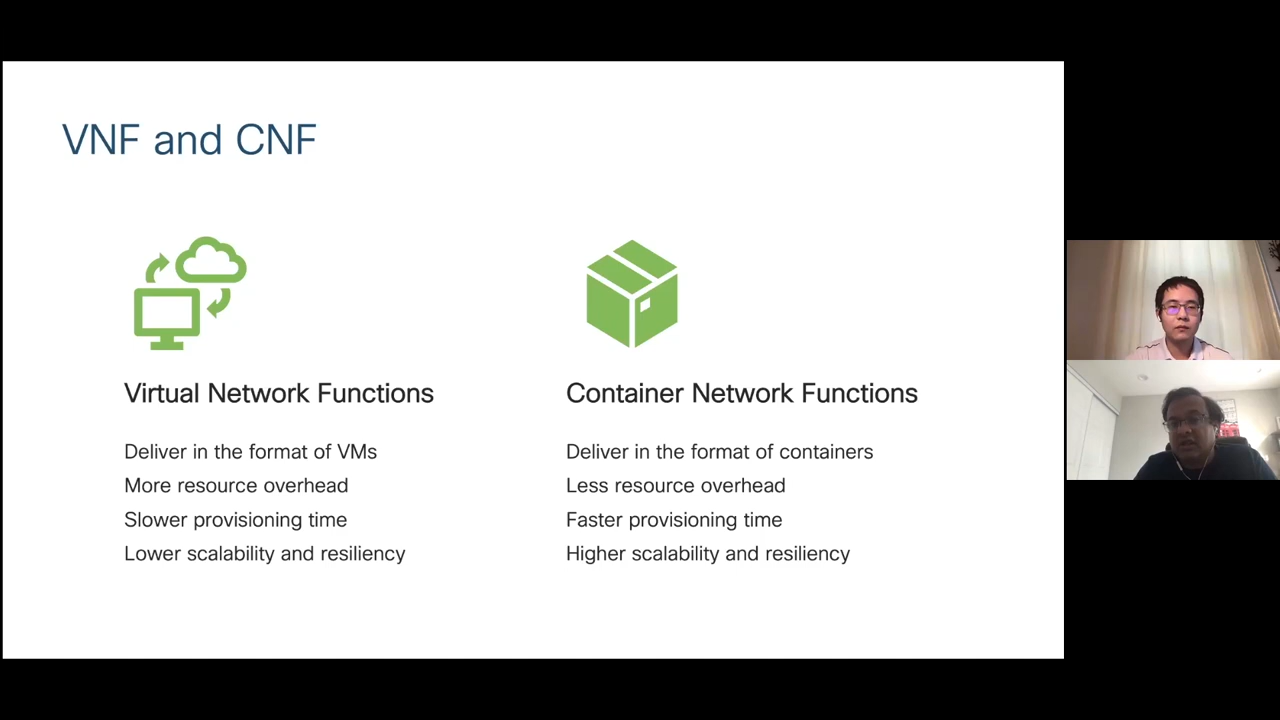 VNF and CNF
Virtual Network Functions
Deliver in the format of VMs
More resource overhead
Slower provisioning time
Lower scalability and resiliency
Container Network Functions
Deliver in the format of containers
Less resource overhead
Faster provisioning time
Higher scalability and resiliency